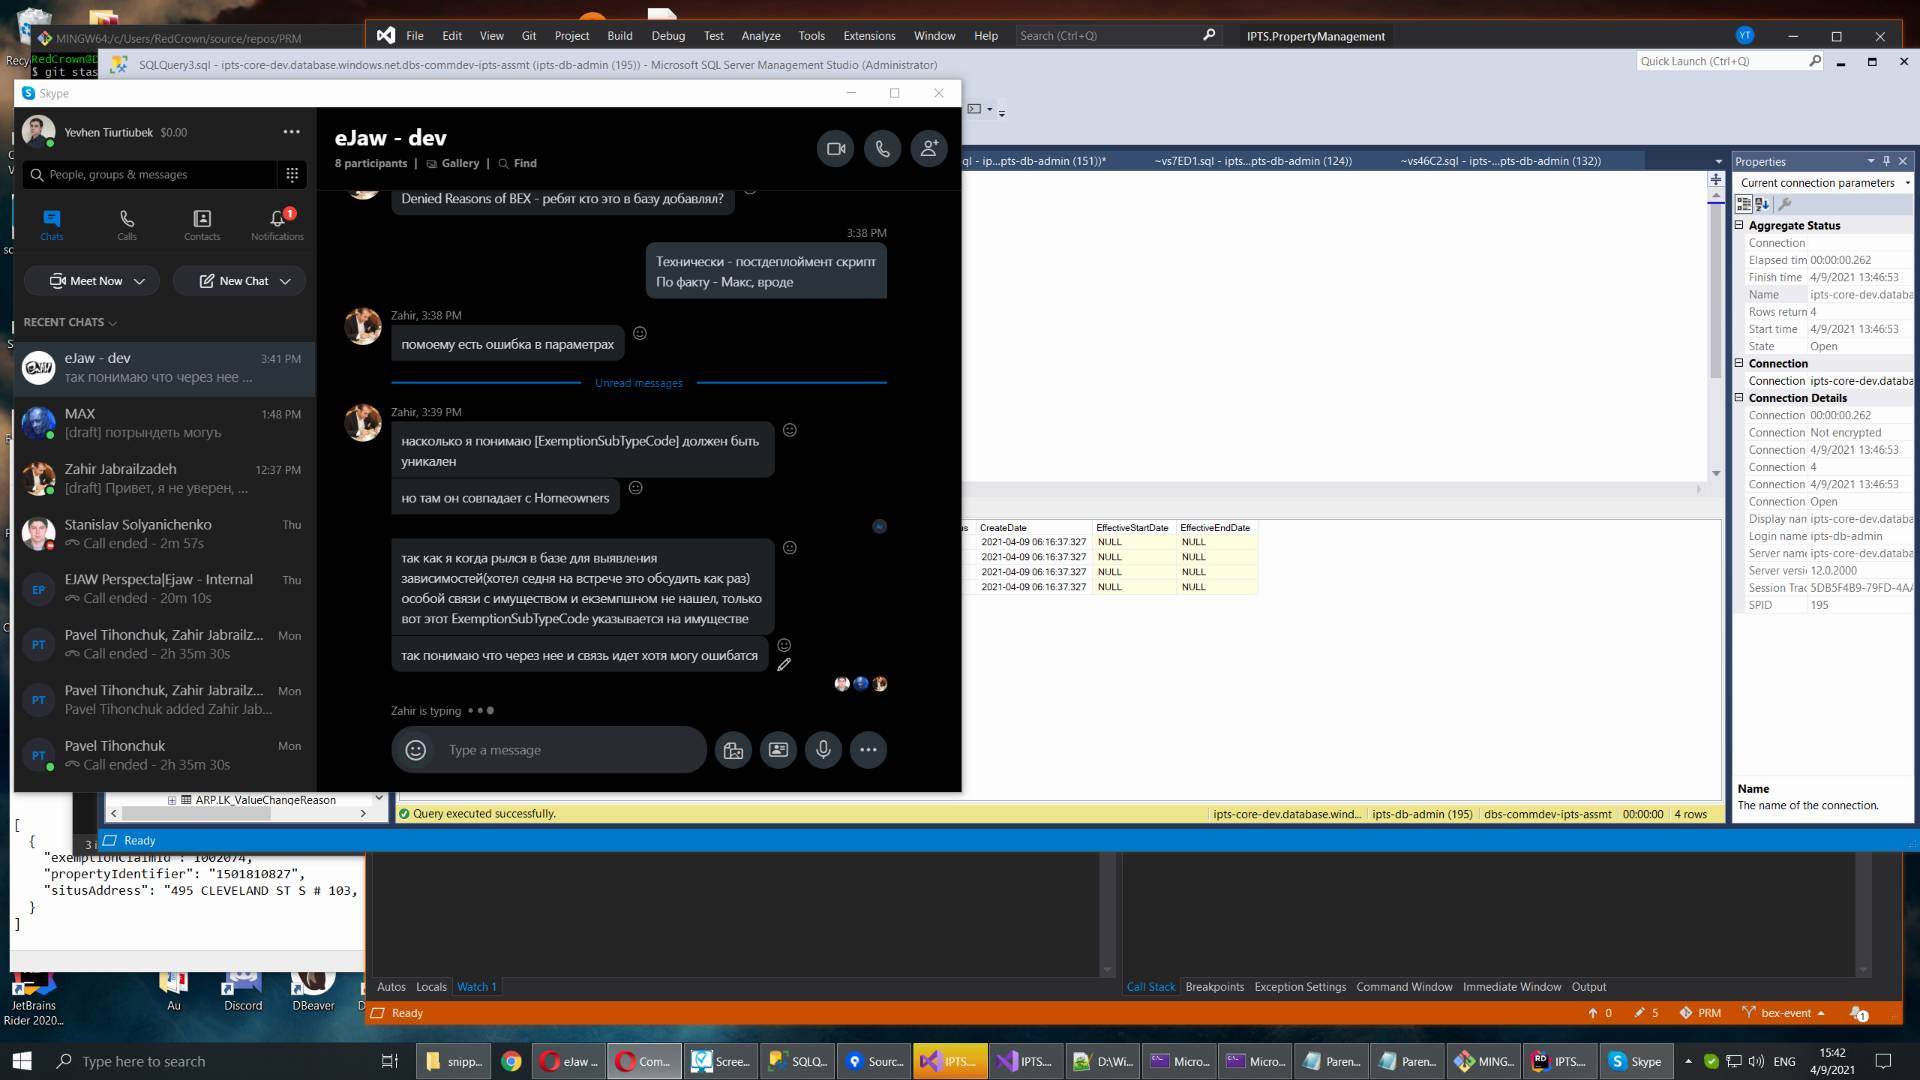 MINGW64:/c/Users/RedCrown/source/repos/PRM
$ git stas
File Edit View Git Project Build Debug Test Analyze Tools Extensions Window Help
Search (Ctrl+Q)
IPTS.PropertyManagement
YT
SQLQuery3.sql - ipts-core-dev.database.windows.net.dbs-commdev-ipts-assmt (ipts-db-admin (195)) - Microsoft SQL Server Management Studio (Administrator)
Quick Launch (Ctrl+Q)
Skype
Yevhen Tiurtiubek $0.00
People, groups & messages
Chats
Calls
Contacts
Notifications
1
Meet Now
New Chat
RECENT CHATS
eJaw - dev
3:41 PM
так понимаю что через нее ...
MAX
1:48 PM
[draft] потрындеть могуъ
Zahir Jabrailzadeh
12:37 PM
[draft] Привет, я не уверен, ...
Stanislav Solyanichenko
Thu
Call ended - 2m 57s
EP
EJAW Perspecta|Ejaw - Internal
Thu
Call ended - 20m 10s
PT
Pavel Tihonchuk, Zahir Jabrailz...
Mon
Call ended - 2h 35m 30s
PT
Pavel Tihonchuk, Zahir Jabrailz...
Mon
Pavel Tihonchuk added Zahir Jab...
PT
Pavel Tihonchuk
Mon
Call ended - 2h 35m 30s
eJaw - dev
8 participants | Gallery | Find
Denied Reasons of BEX - ребят кто это в базу добавлял?
3:38 PM
Технически - постдеплоймент скрипт
По факту - Макс, вроде
Zahir, 3:38 PM
помоему есть ошибка в параметрах
Unread messages
Zahir, 3:39 PM
насколько я понимаю [ExemptionSubTypeCode] должен быть
уникален
но там он совпадает с Homeowners
так как я когда рылся в базе для выявления
зависимостей(хотел седня на встрече это обсудить как раз)
особой связи с имуществом и екземпшном не нашел, только
вот этот ExemptionSubTypeCode указывается на имуществе
так понимаю что через нее и связь идет хотя могу ошибатся
Zahir is typing
Type a message
ql - ip...pts-db-admin (151))*
~vs7ED1.sql - ipts...pts-db-admin (124))
~vs46C2.sql - ipts-...pts-db-admin (132))
CreateDate EffectiveStartDate EffectiveEndDate
2021-04-09 06:16:37.327 NULL NULL
2021-04-09 06:16:37.327 NULL NULL
2021-04-09 06:16:37.327 NULL NULL
2021-04-09 06:16:37.327 NULL NULL
Properties
Current connection parameters
Aggregate Status
Connection
Elapsed tim 00:00:00.262
Finish time 4/9/2021 13:46:53
Name ipts-core-dev.databa
Rows return 4
Start time 4/9/2021 13:46:53
State Open
Connection
Connection ipts-core-dev.databa
Connection Details
Connection 00:00:00.262
Connection Not encrypted
Connection 4/9/2021 13:46:53
Connection 4
Connection 4/9/2021 13:46:53
Connection Open
Display nam ipts-core-dev.databa
Login name ipts-db-admin
Server name ipts-core-dev.databa
Server versi 12.0.2000
Session Trac 5DB5F4B9-79FD-4AA
SPID 195
Name
The name of the connection.
ARP.LK_ValueChangeReason
Query executed successfully.
ipts-core-dev.database.wind... ipts-db-admin (195) dbs-commdev-ipts-assmt 00:00:00 4 rows
Ready
[
{
"exemptionClaimId": 1002074,
"propertyIdentifier": "1501810827",
"situsAddress": "495 CLEVELAND ST S # 103,
}
]
JetBrains
Rider 2020...
Au
Discord
DBeaver
Autos Locals Watch 1
Call Stack Breakpoints Exception Settings Command Window Immediate Window Output
Ready
0 5 PRM bex-event 1
Type here to search
snipp...
eJaw ...
Com...
Scree...
SQLQ...
Sourc...
IPTS....
IPTS....
D:\Wi...
Micro...
Micro...
Paren...
Paren...
MING...
IPTS....
Skype
ENG
15:42
4/9/2021